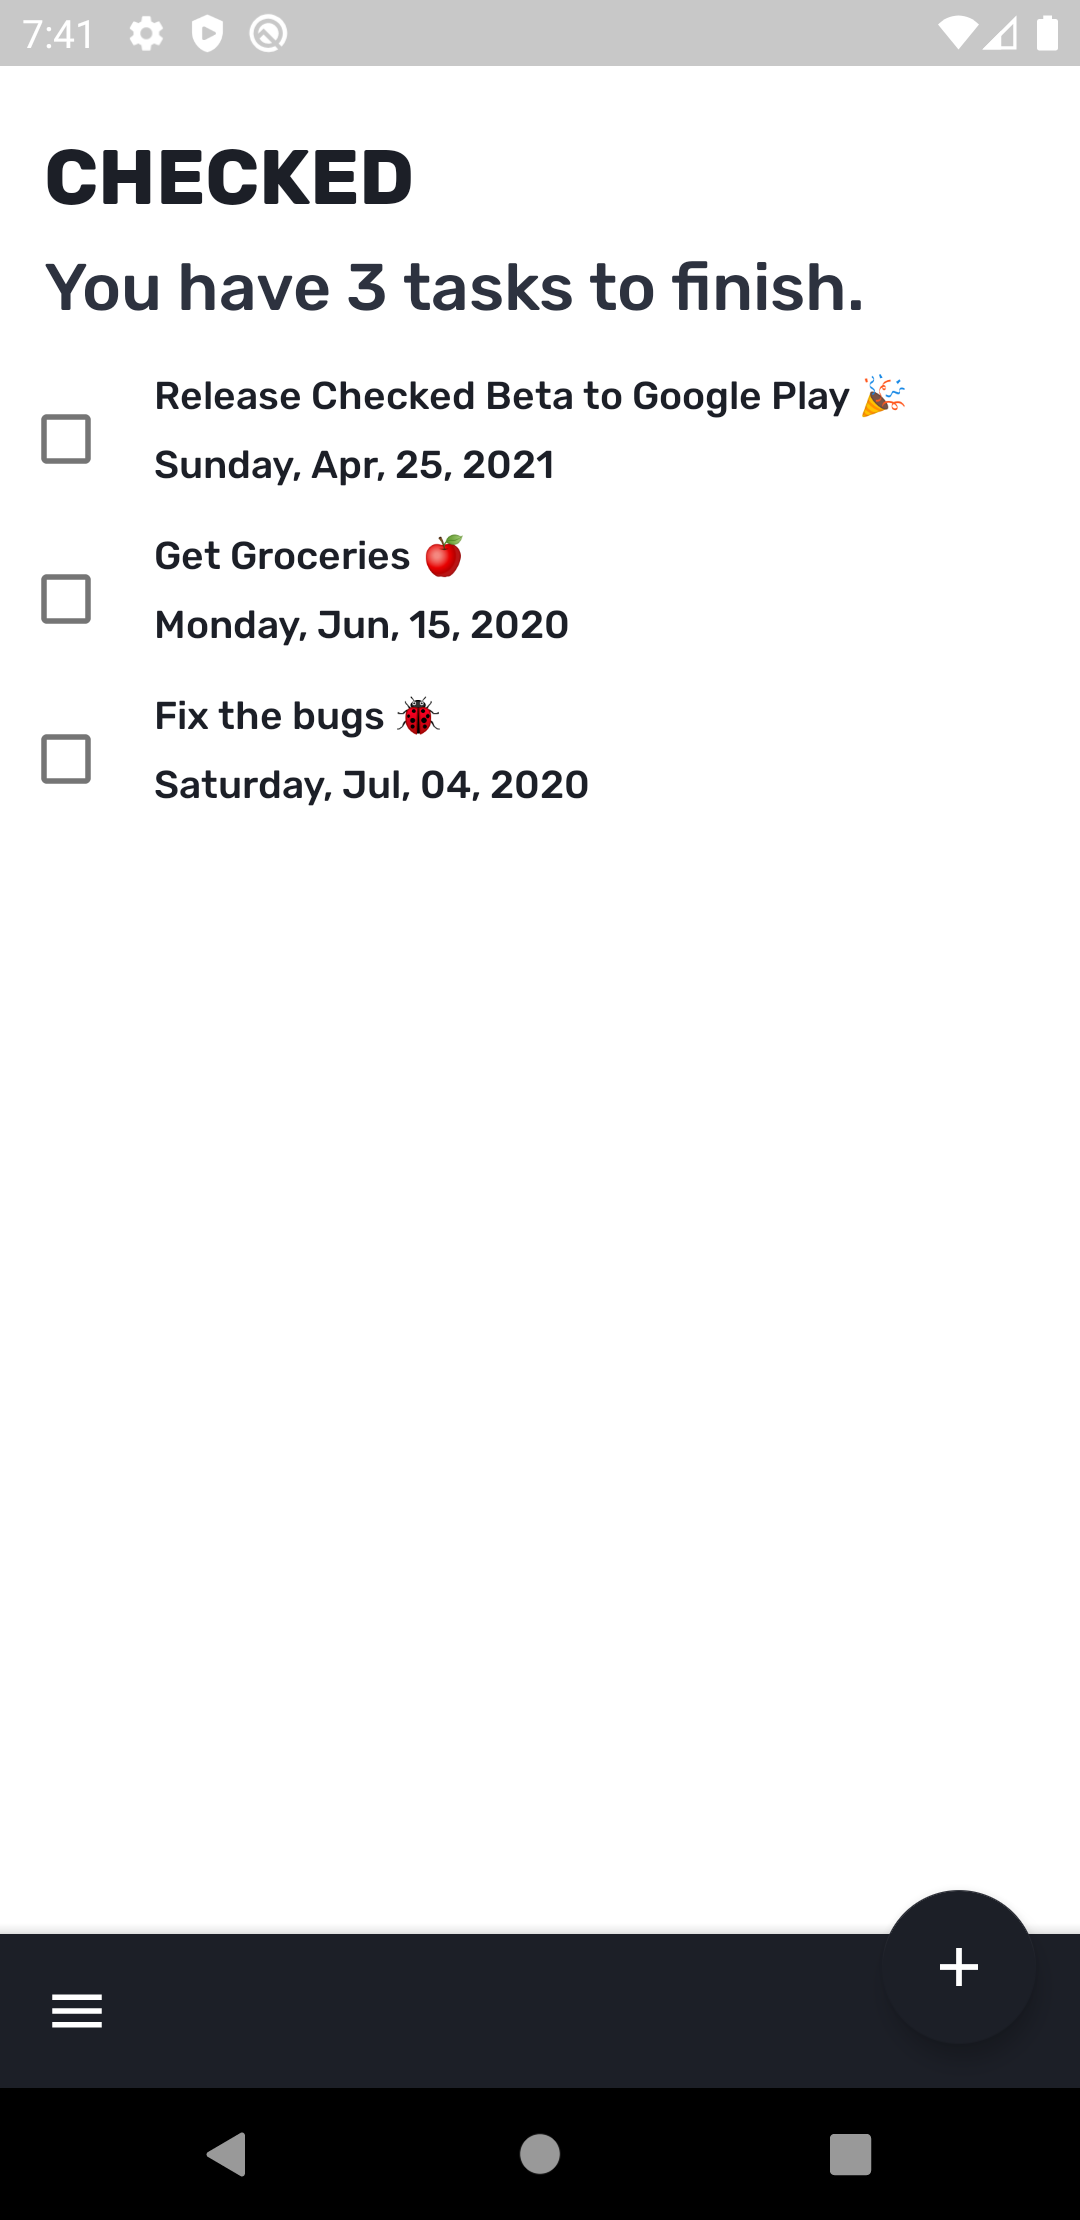 7:41
CHECKED
You have 3 tasks to finish.
Release Checked Beta to Google Play 🎉
Sunday, Apr, 25, 2021
Get Groceries 🍎
Monday, Jun, 15, 2020
Fix the bugs 🐞
Saturday, Jul, 04, 2020